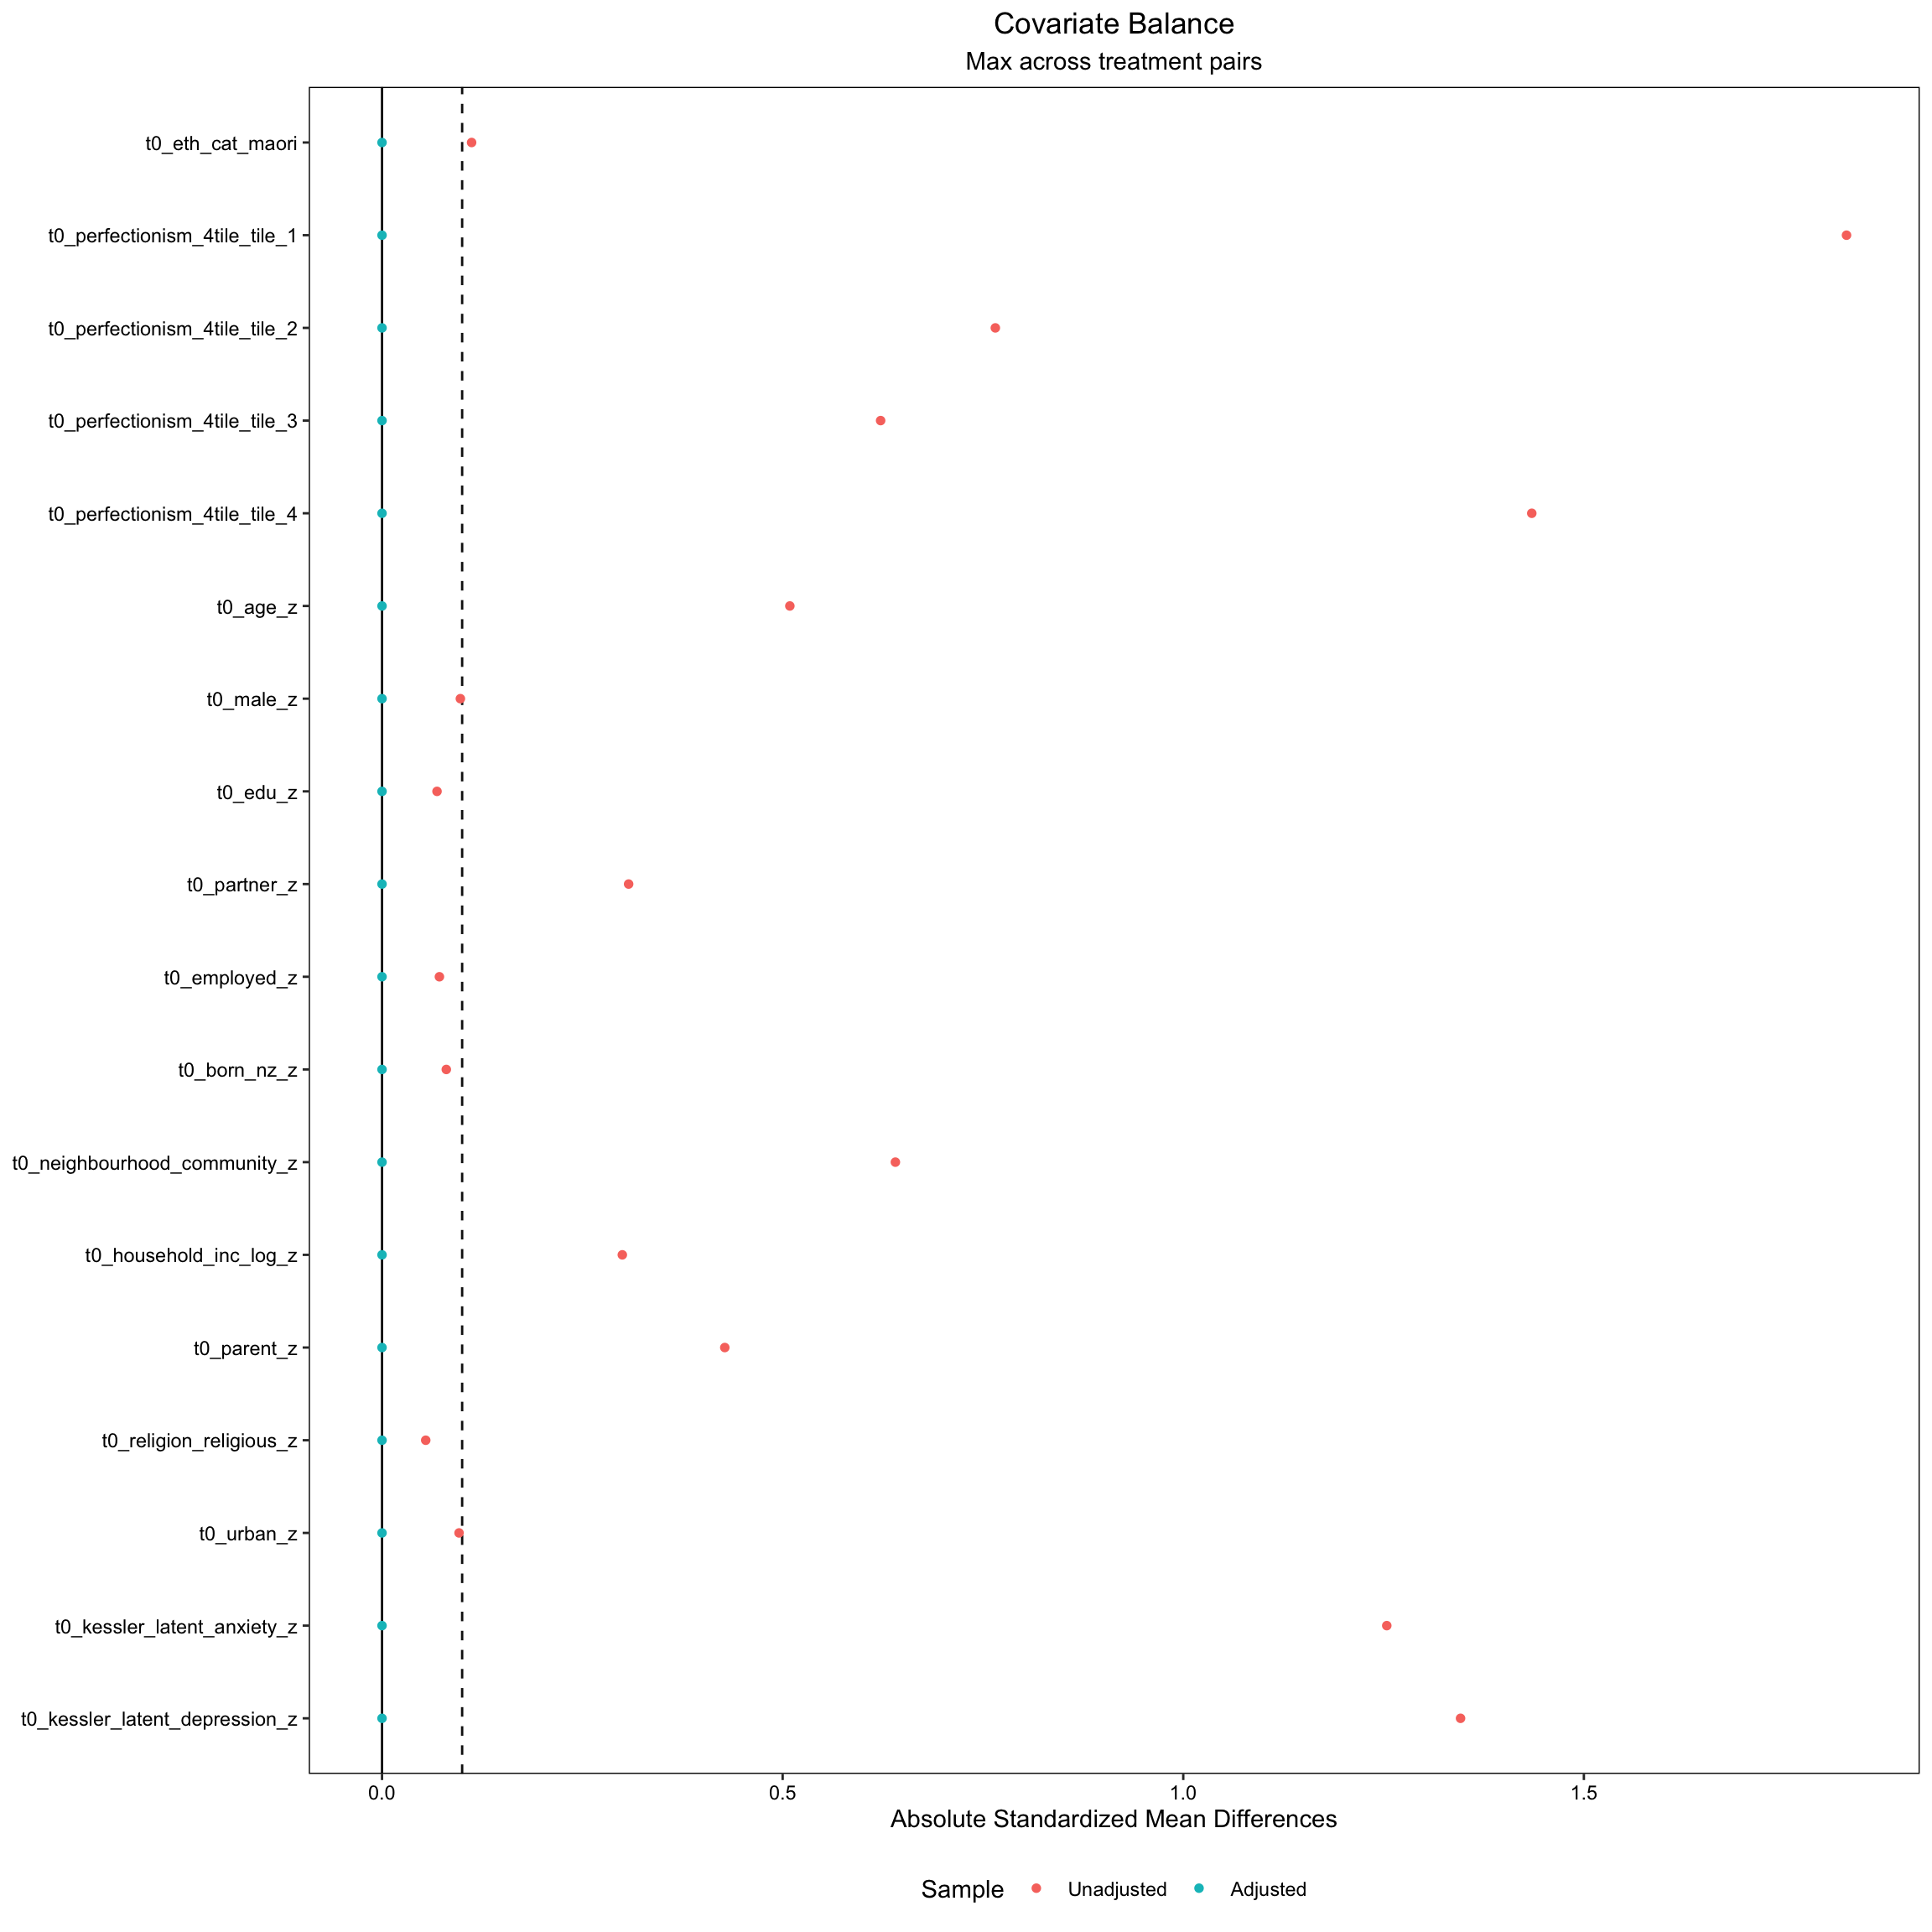 Covariate Balance
Max across treatment pairs
t0_eth_cat_maori
t0_perfectionism_4tile_tile_1
t0_perfectionism_4tile_tile_2
t0_perfectionism_4tile_tile_3
t0_perfectionism_4tile_tile_4
t0_age_z
t0_male_z
t0_edu_z
t0_partner_z
t0_employed_z
t0_born_nz_z
t0_neighbourhood_community_z
t0_household_inc_log_z
t0_parent_z
t0_religion_religious_z
t0_urban_z
t0_kessler_latent_anxiety_z
t0_kessler_latent_depression_z
0.0 0.5 1.0 1.5
Absolute Standardized Mean Differences
Sample Unadjusted Adjusted